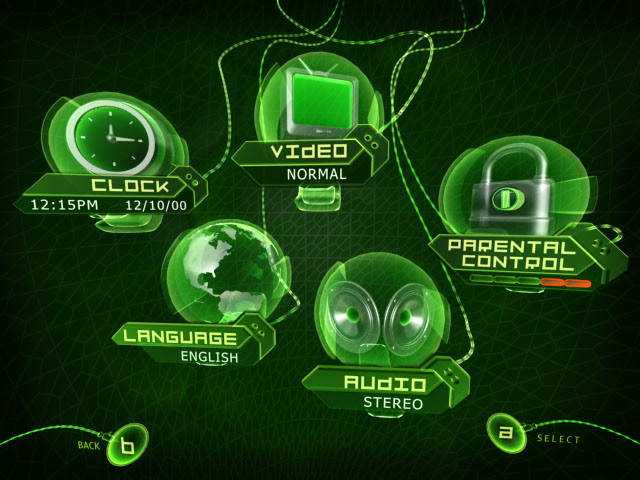 VIDEO
NORMAL
CLOCK
12:15PM 12/10/00
PARENTAL
CONTROL
LANGUAGE
ENGLISH
AUDIO
STEREO
BACK b
a SELECT